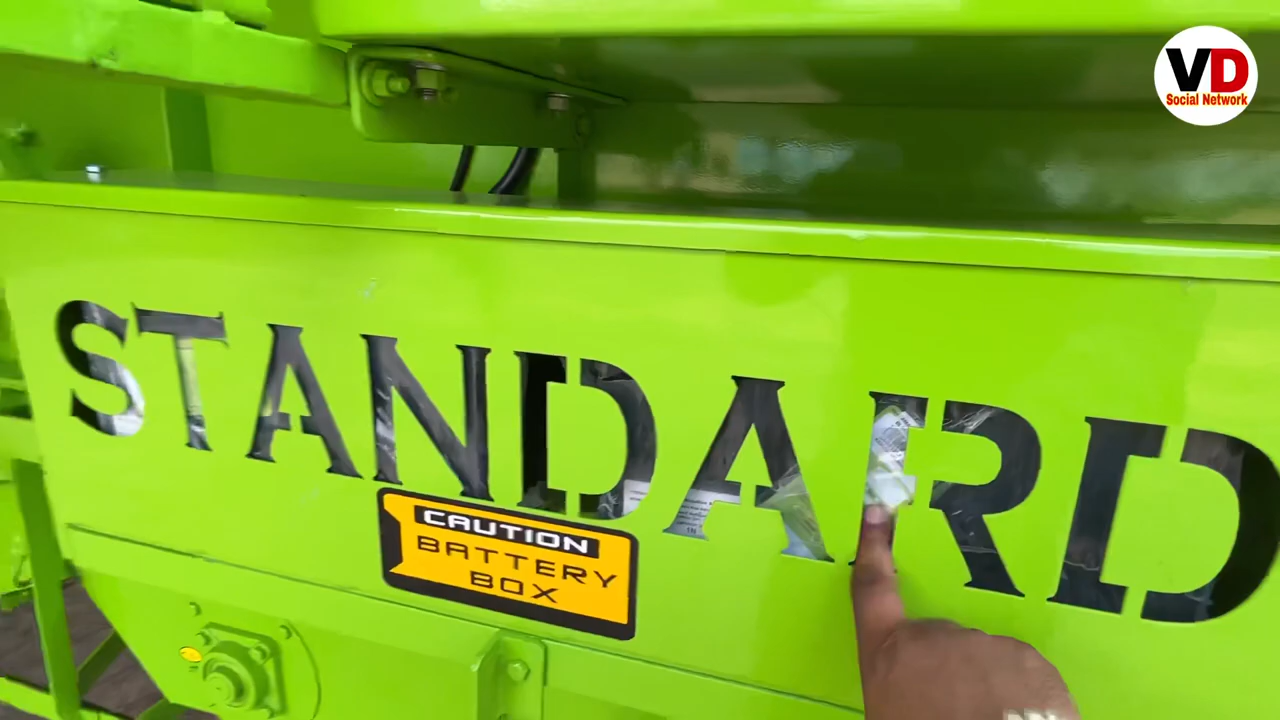 VD
Social Network
STANDARD
CAUTION
BATTERY
BOX